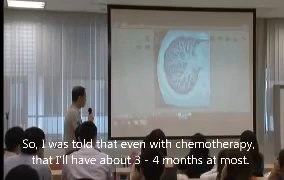 So, I was told that even with chemotherapy,
that I'll have about 3 - 4 months at most.